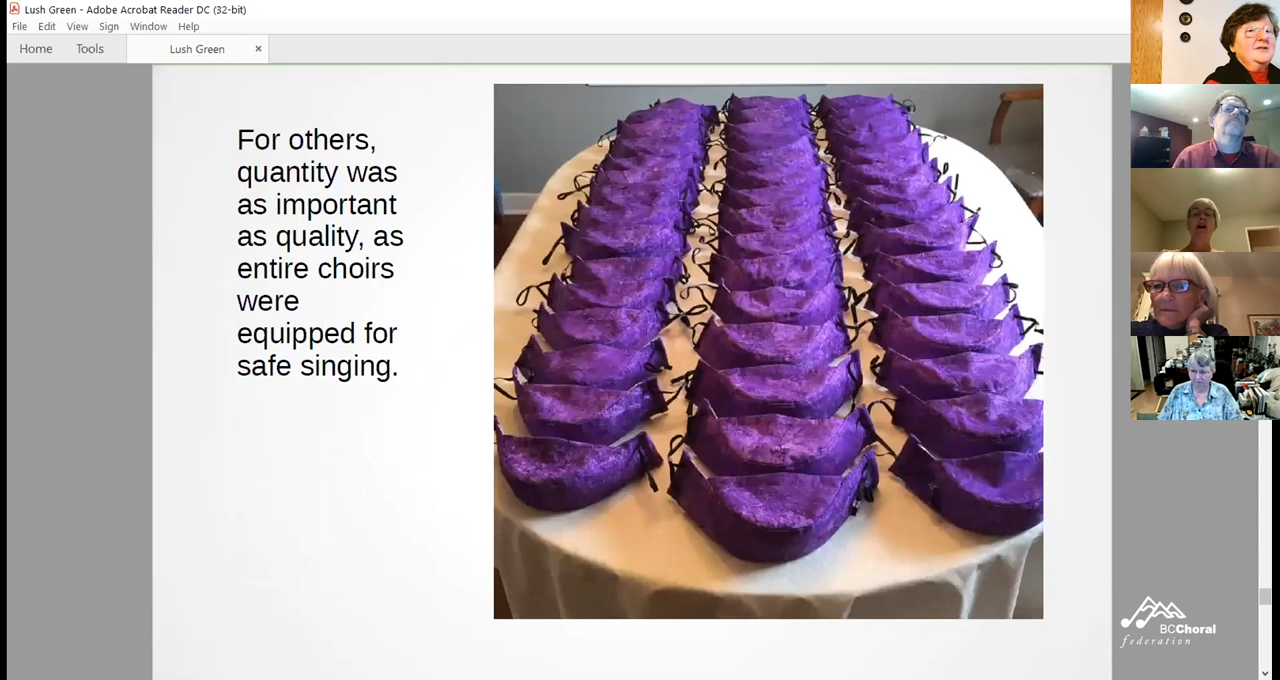 Lush Green - Adobe Acrobat Reader DC (32-bit)
File Edit View Sign Window Help
Home Tools Lush Green ×
For others,
quantity was
as important
as quality, as
entire choirs
were
equipped for
safe singing.
BCChoral
federation